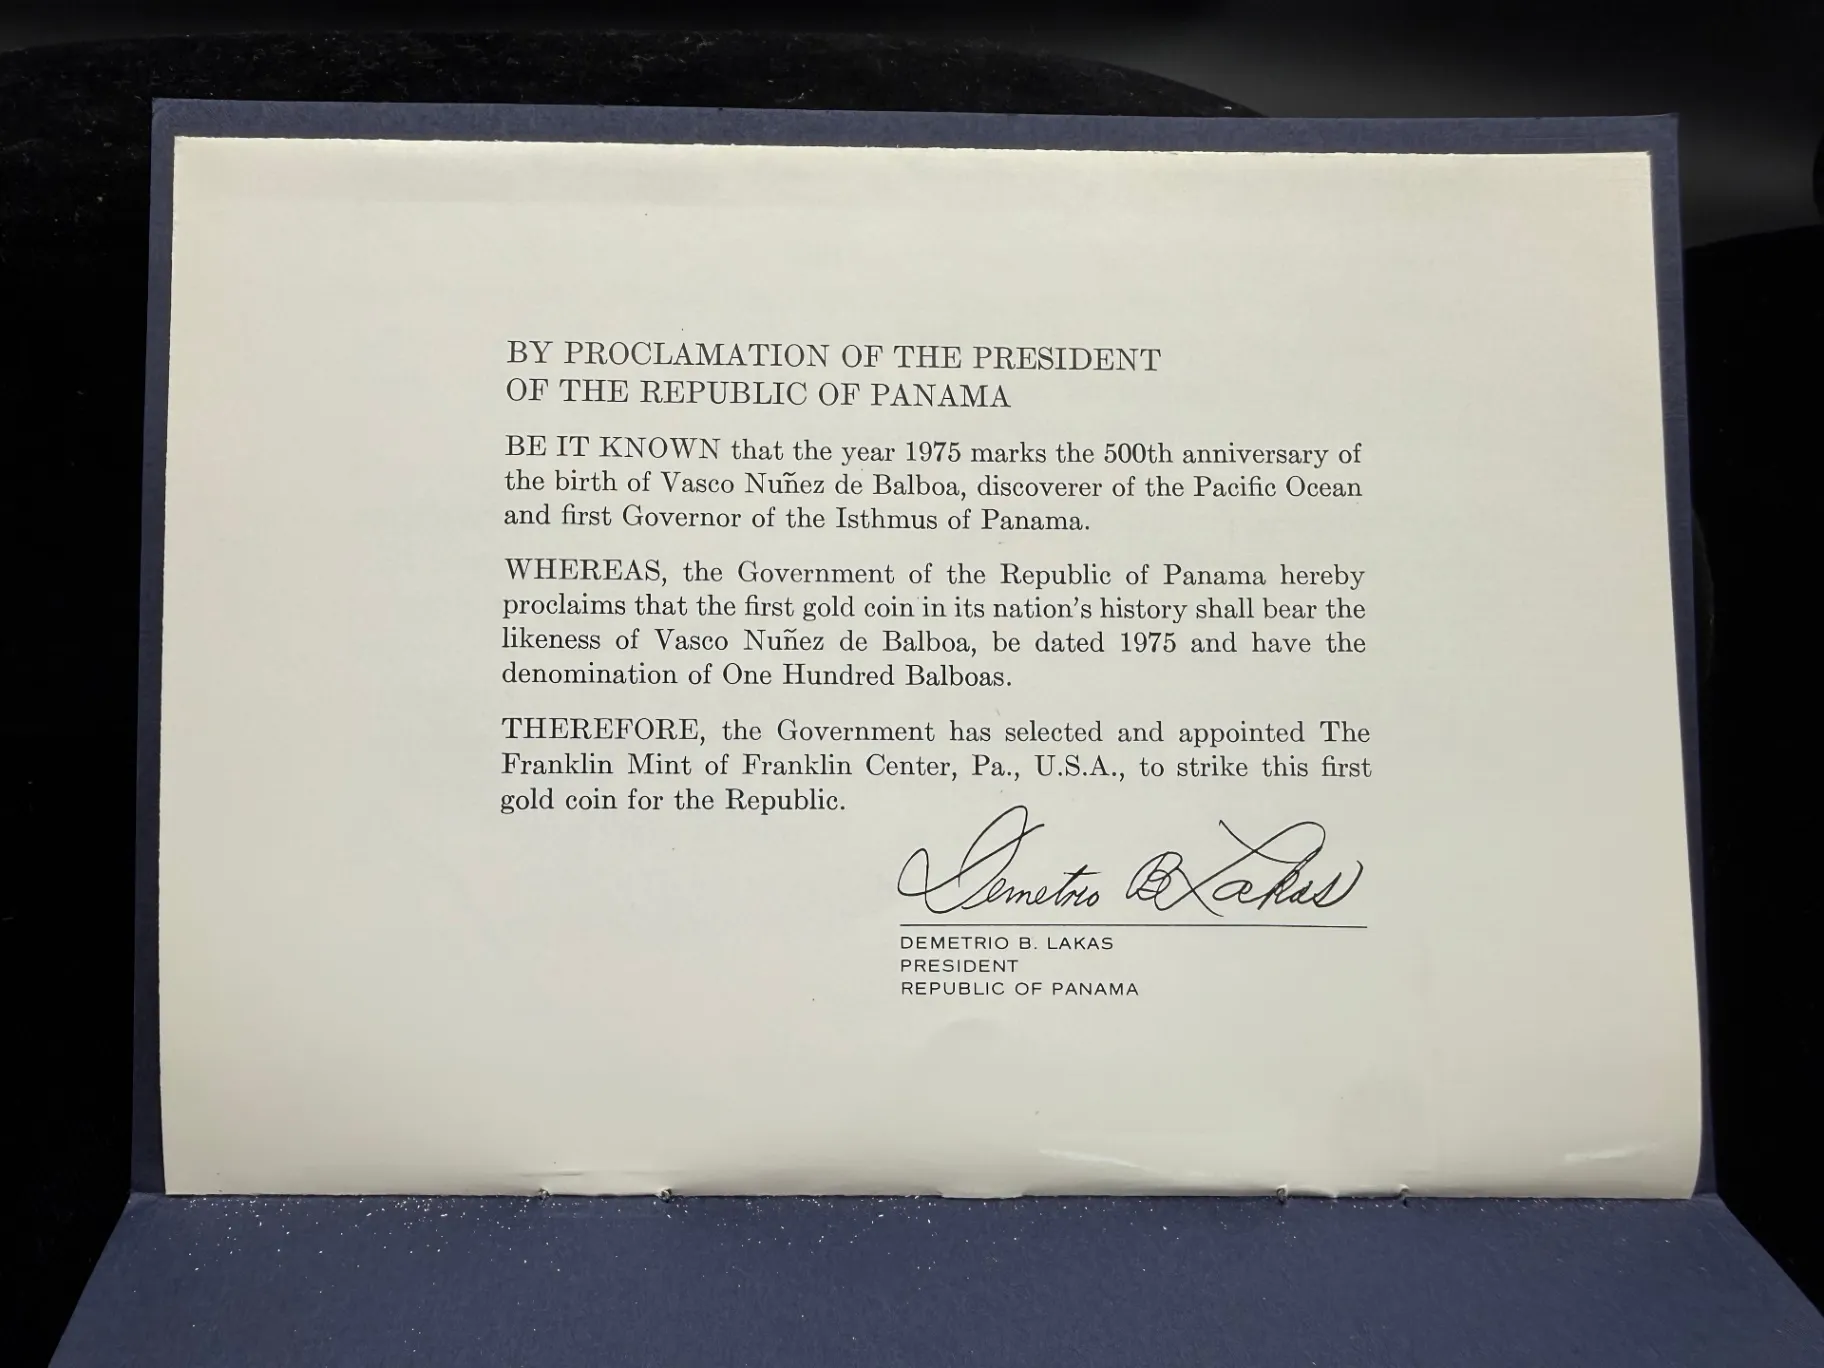 BY PROCLAMATION OF THE PRESIDENT
OF THE REPUBLIC OF PANAMA
BE IT KNOWN that the year 1975 marks the 500th anniversary of
the birth of Vasco Nuñez de Balboa, discoverer of the Pacific Ocean
and first Governor of the Isthmus of Panama.
WHEREAS, the Government of the Republic of Panama hereby
proclaims that the first gold coin in its nation's history shall bear the
likeness of Vasco Nuñez de Balboa, be dated 1975 and have the
denomination of One Hundred Balboas.
THEREFORE, the Government has selected and appointed The
Franklin Mint of Franklin Center, Pa., U.S.A., to strike this first
gold coin for the Republic.
Demetrio B Lakas
DEMETRIO B. LAKAS
PRESIDENT
REPUBLIC OF PANAMA